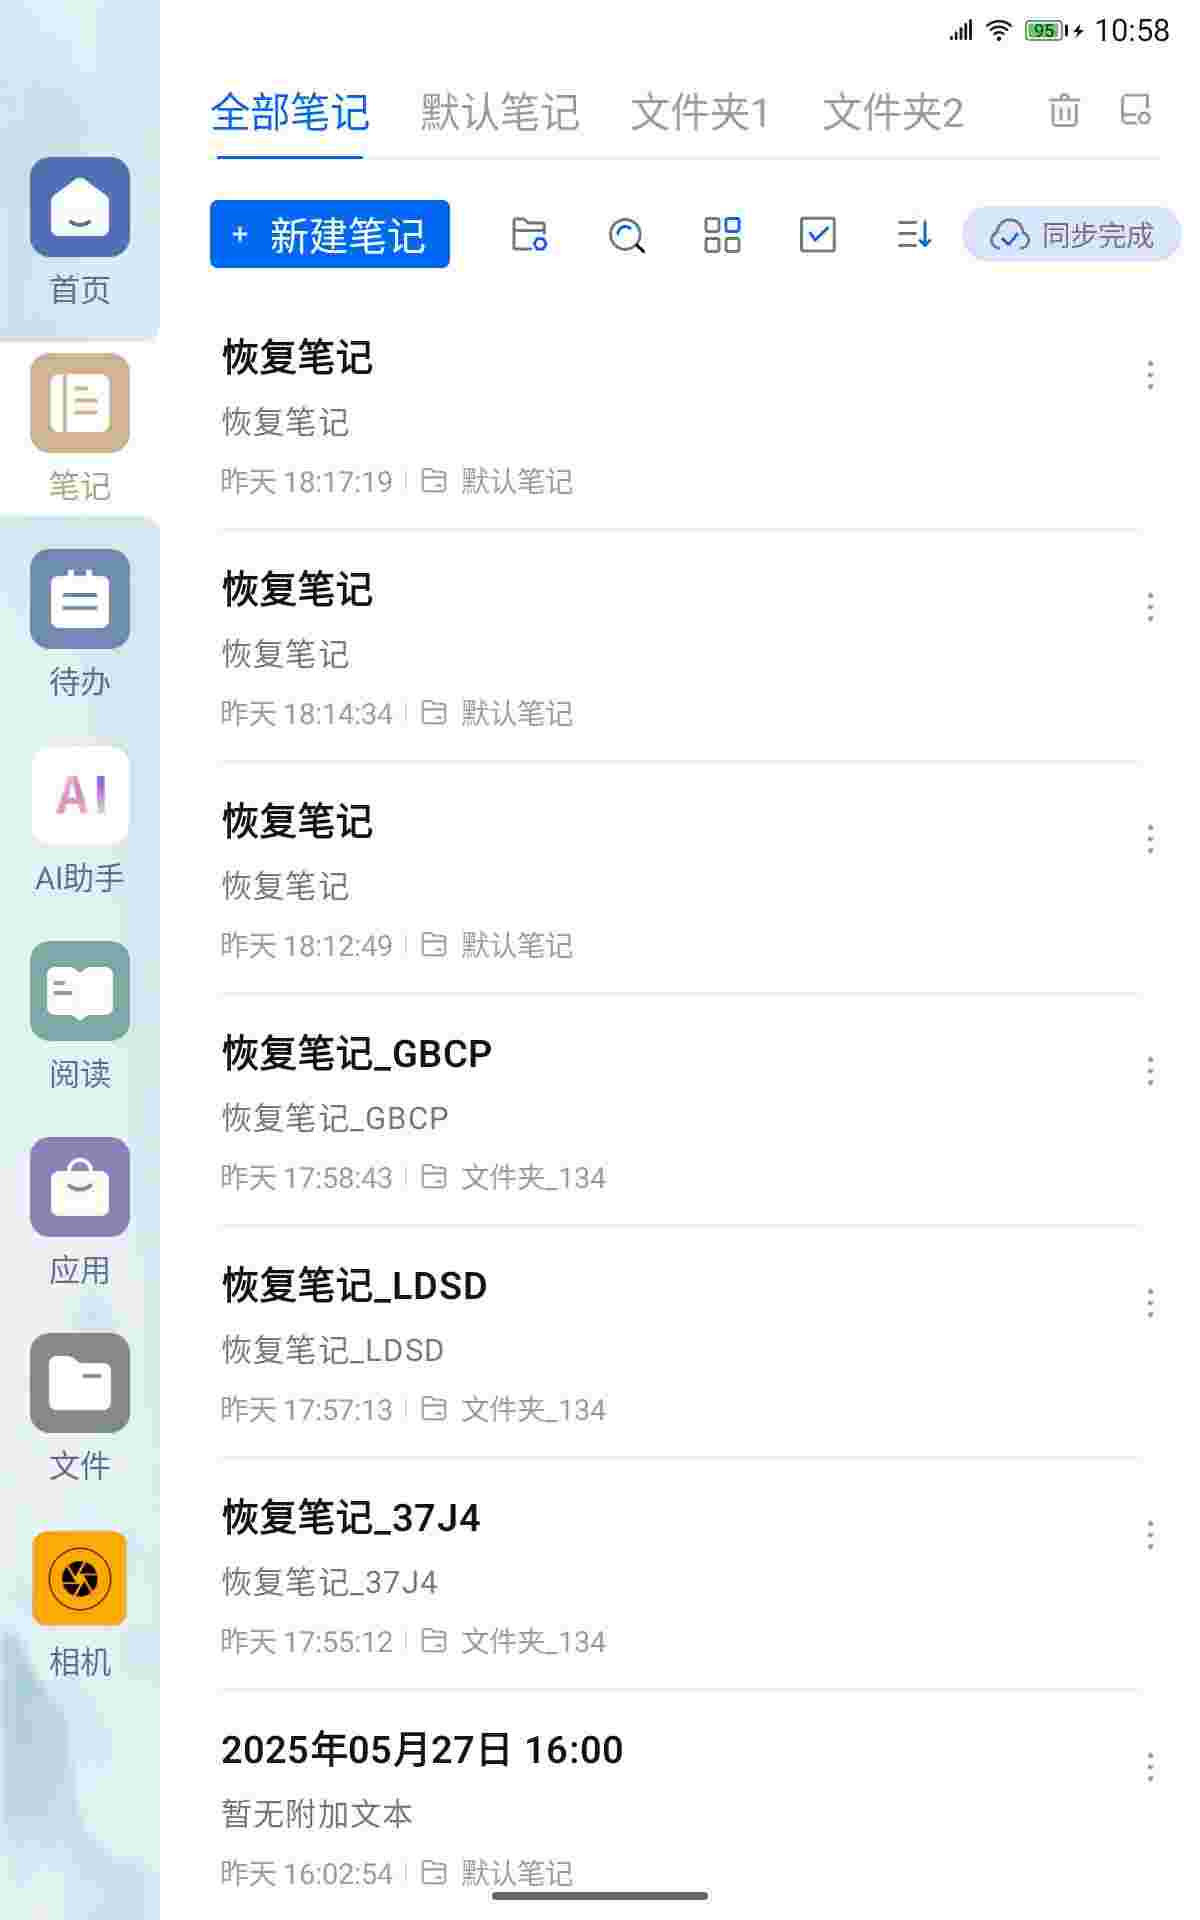 95 10:58
全部笔记 默认笔记 文件夹1 文件夹2
+ 新建笔记 同步完成
首页
笔记
待办
AI
AI助手
阅读
应用
文件
相机
恢复笔记
恢复笔记
昨天 18:17:19 默认笔记
恢复笔记
恢复笔记
昨天 18:14:34 默认笔记
恢复笔记
恢复笔记
昨天 18:12:49 默认笔记
恢复笔记_GBCP
恢复笔记_GBCP
昨天 17:58:43 文件夹_134
恢复笔记_LDSD
恢复笔记_LDSD
昨天 17:57:13 文件夹_134
恢复笔记_37J4
恢复笔记_37J4
昨天 17:55:12 文件夹_134
2025年05月27日 16:00
暂无附加文本
昨天 16:02:54 默认笔记